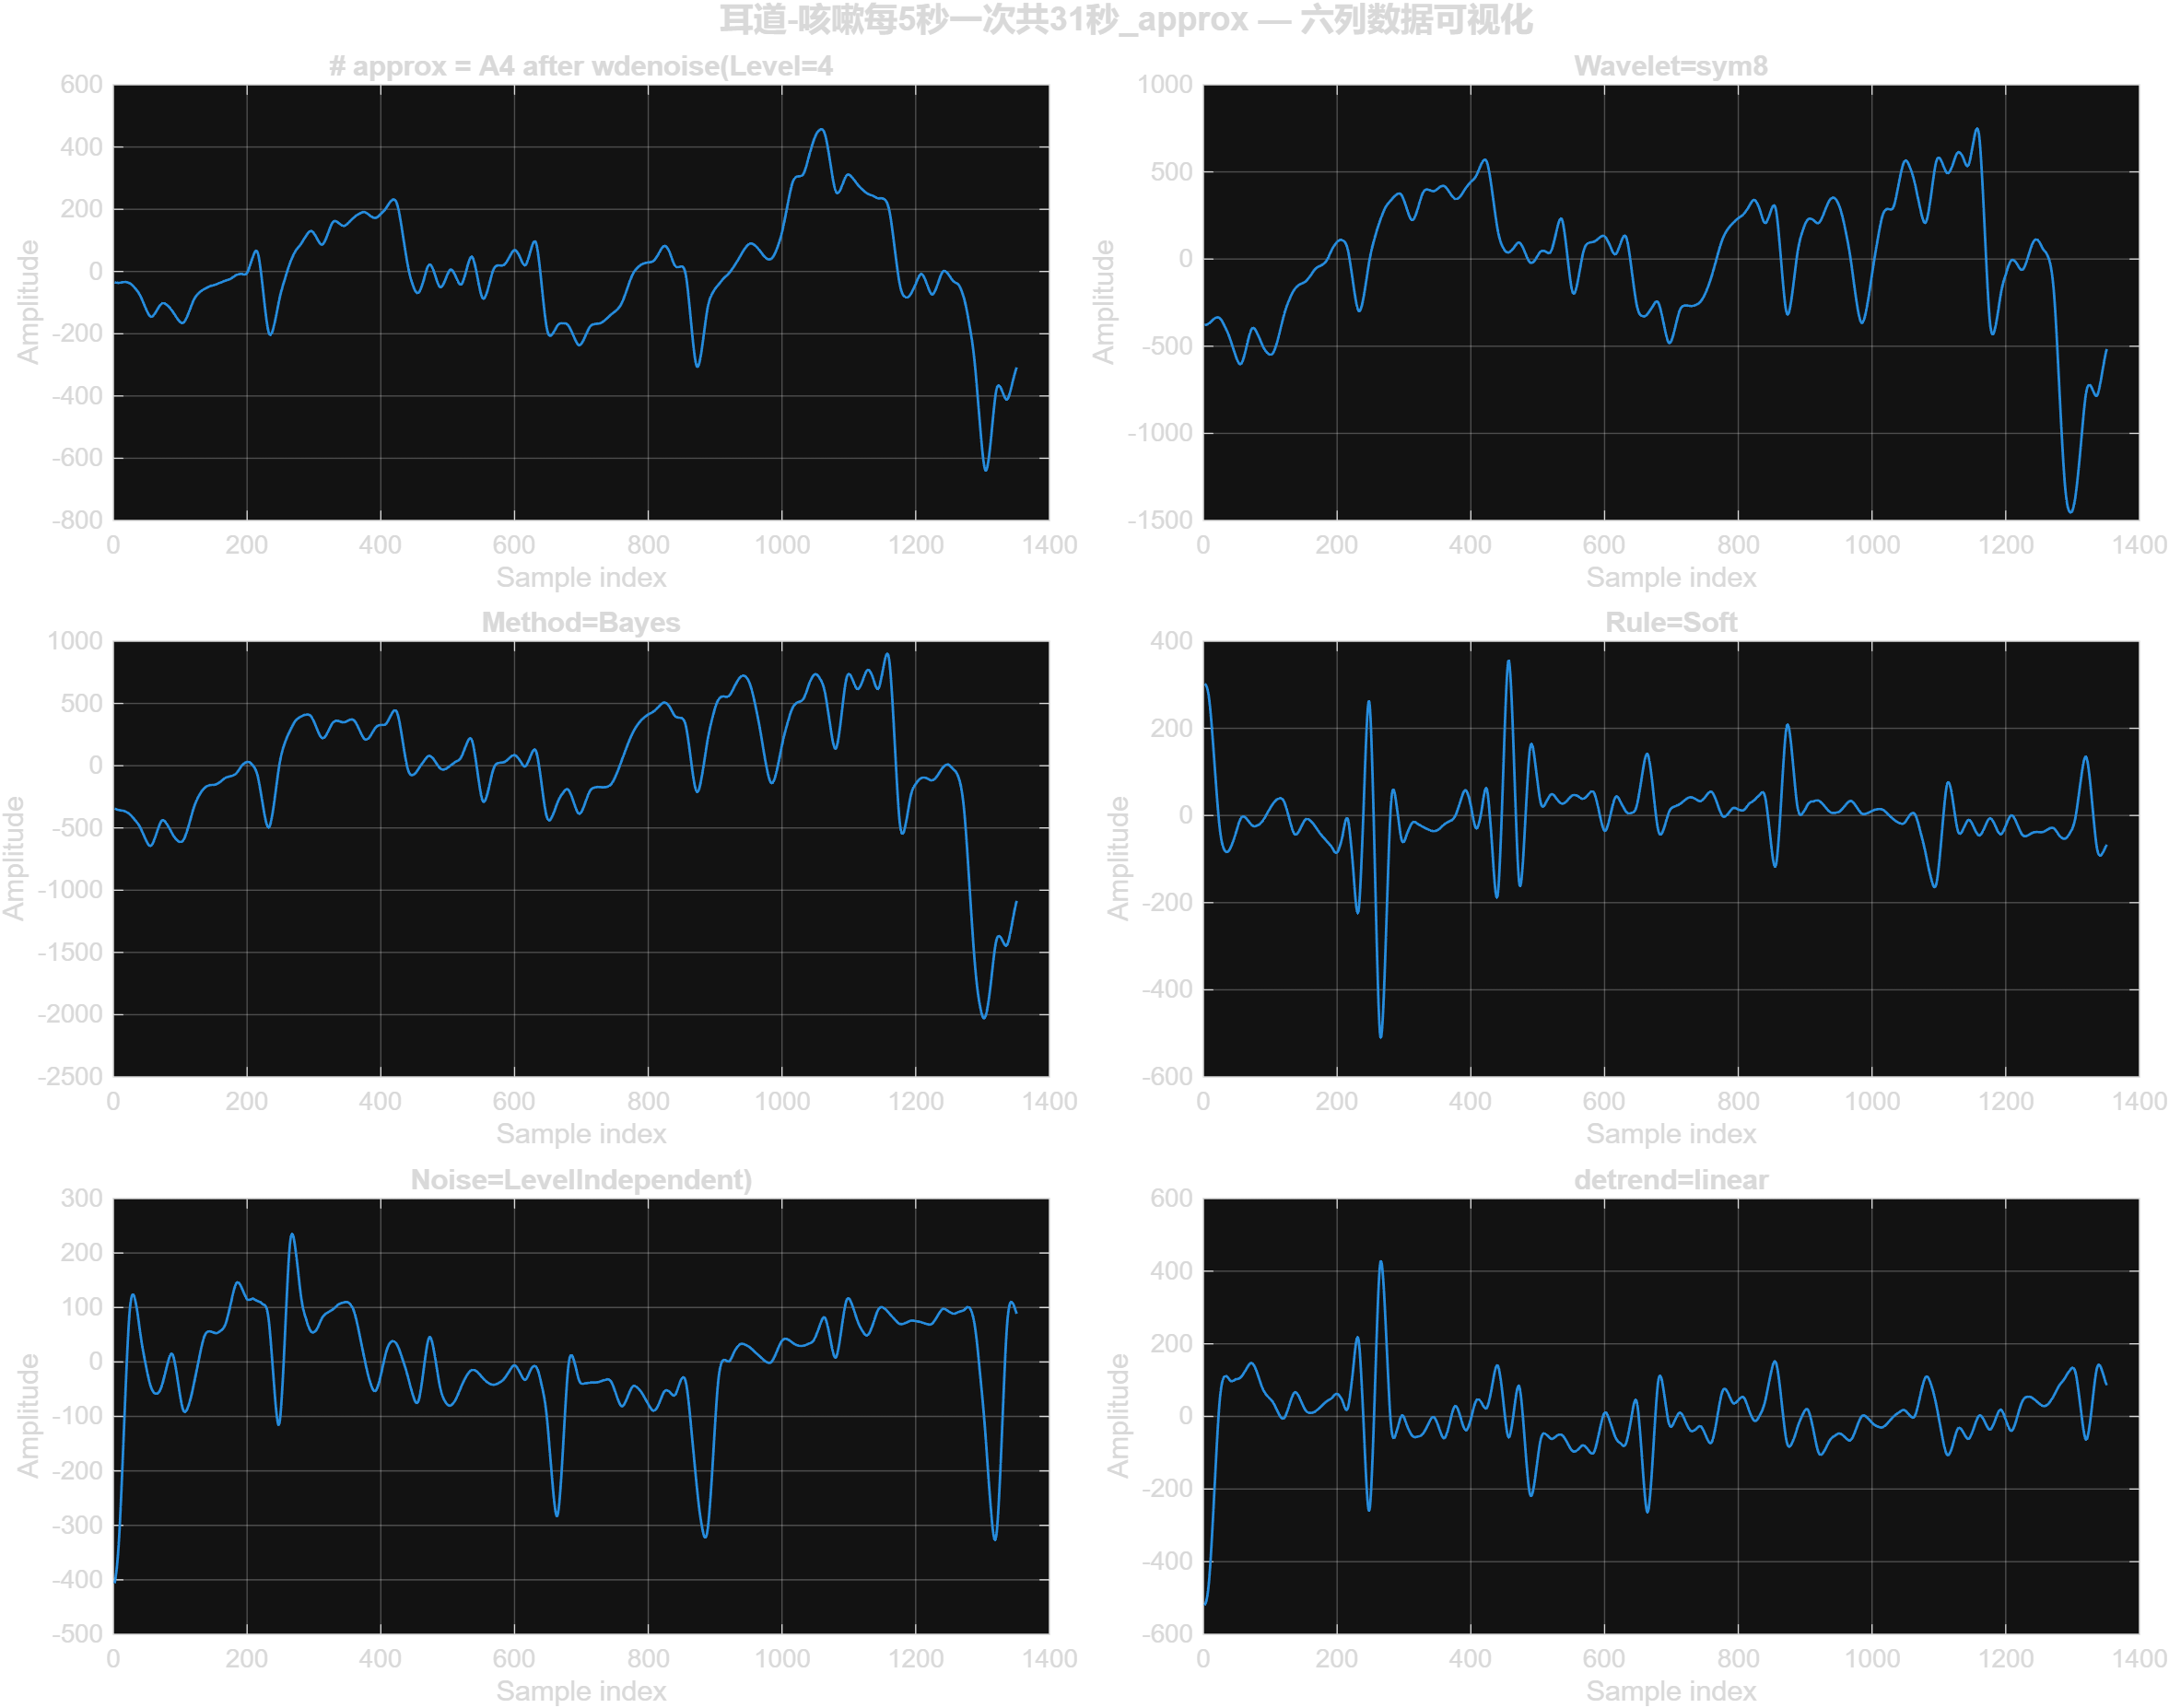 耳道-咳嗽每5秒一次共31秒_approx — 六列数据可视化
# approx = A4 after wdenoise(Level=4
600
400
200
0
-200
-400
-600
-800
Amplitude
0 200 400 600 800 1000 1200 1400
Sample index
Wavelet=sym8
1000
500
0
-500
-1000
-1500
Amplitude
0 200 400 600 800 1000 1200 1400
Sample index
Method=Bayes
1000
500
0
-500
-1000
-1500
-2000
-2500
Amplitude
0 200 400 600 800 1000 1200 1400
Sample index
Rule=Soft
400
200
0
-200
-400
-600
Amplitude
0 200 400 600 800 1000 1200 1400
Sample index
Noise=LevelIndependent)
300
200
100
0
-100
-200
-300
-400
-500
Amplitude
0 200 400 600 800 1000 1200 1400
Sample index
detrend=linear
600
400
200
0
-200
-400
-600
Amplitude
0 200 400 600 800 1000 1200 1400
Sample index